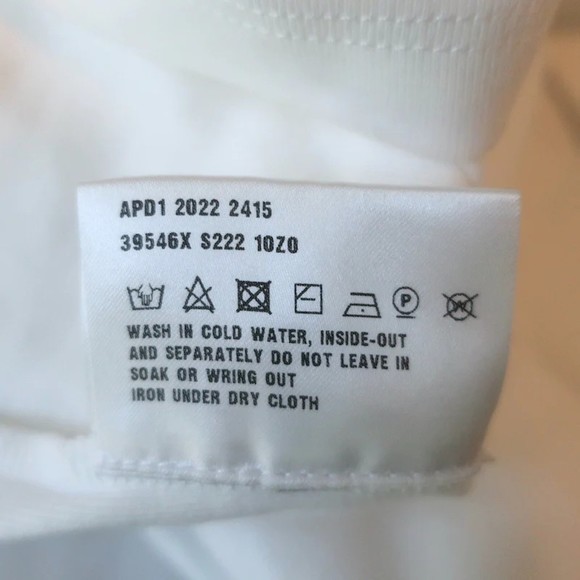 APD1 2022 2415
39546X S222 10Z0
P W
WASH IN COLD WATER, INSIDE-OUT
AND SEPARATELY DO NOT LEAVE IN
SOAK OR WRING OUT
IRON UNDER DRY CLOTH